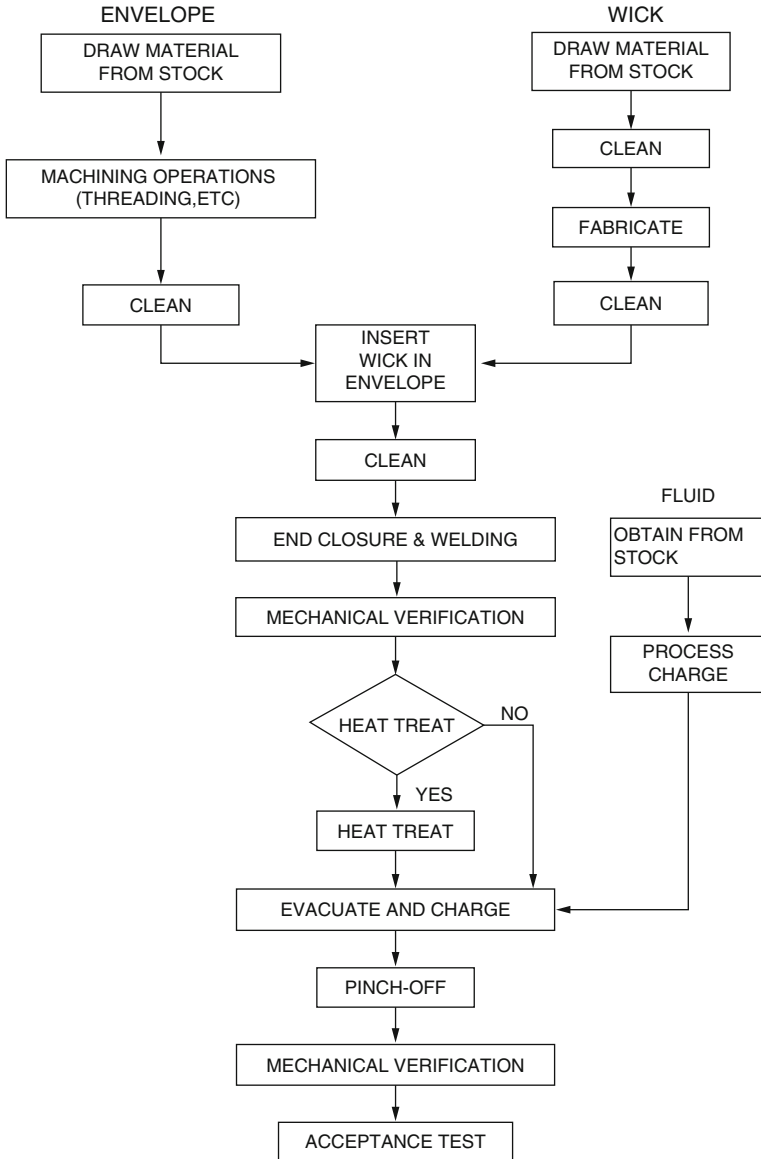 ENVELOPE
DRAW MATERIAL
FROM STOCK
MACHINING OPERATIONS
(THREADING,ETC)
CLEAN
WICK
DRAW MATERIAL
FROM STOCK
CLEAN
FABRICATE
CLEAN
INSERT
WICK IN
ENVELOPE
CLEAN
END CLOSURE & WELDING
MECHANICAL VERIFICATION
HEAT TREAT
NO
YES
HEAT TREAT
FLUID
OBTAIN FROM
STOCK
PROCESS
CHARGE
EVACUATE AND CHARGE
PINCH-OFF
MECHANICAL VERIFICATION
ACCEPTANCE TEST